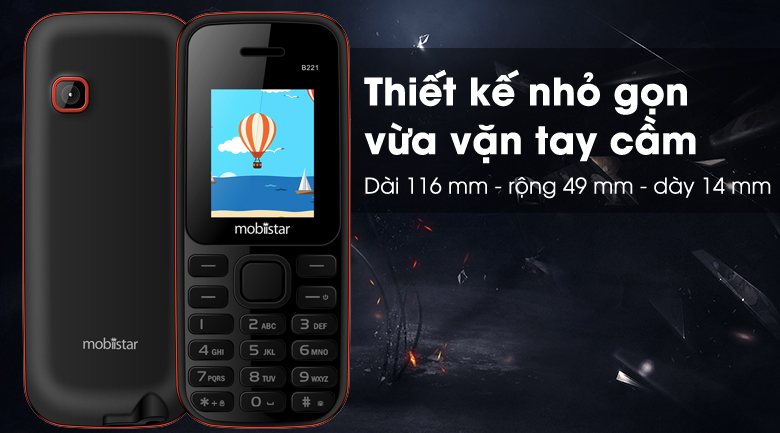 B221
mobiistar
1
2 ABC
3 DEF
4 GHI
5 JKL
6 MNO
7 PQRS
8 TUV
9 WXYZ
*+
0
#
mobiistar
Thiết kế nhỏ gọn
vừa vặn tay cầm
Dài 116 mm - rộng 49 mm - dày 14 mm